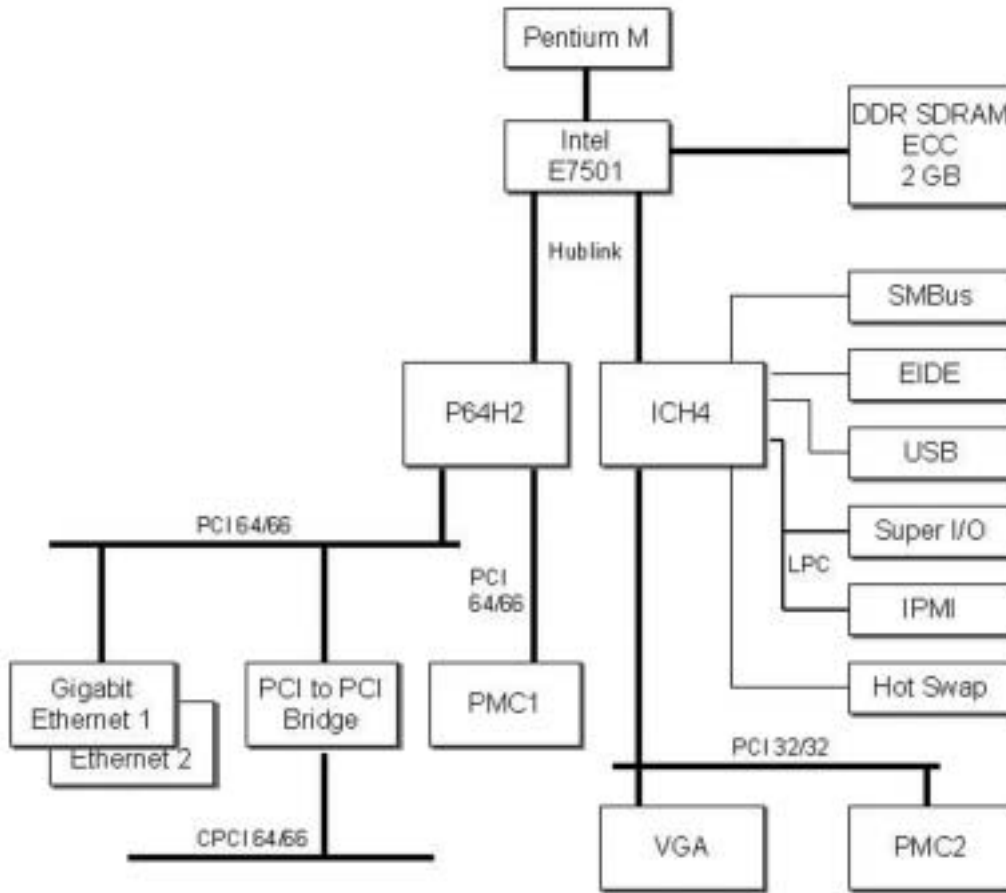 Pentium M
Intel
E7501
DDR SDRAM
ECC
2 GB
Hublink
SMBus
EIDE
USB
Super I/O
LPC
IPMI
Hot Swap
P64H2
ICH4
PCI 64/66
PCI
64/66
Gigabit
Ethernet 1
Ethernet 2
PCI to PCI
Bridge
PMC1
PCI 32/32
CPCI 64/66
VGA
PMC2